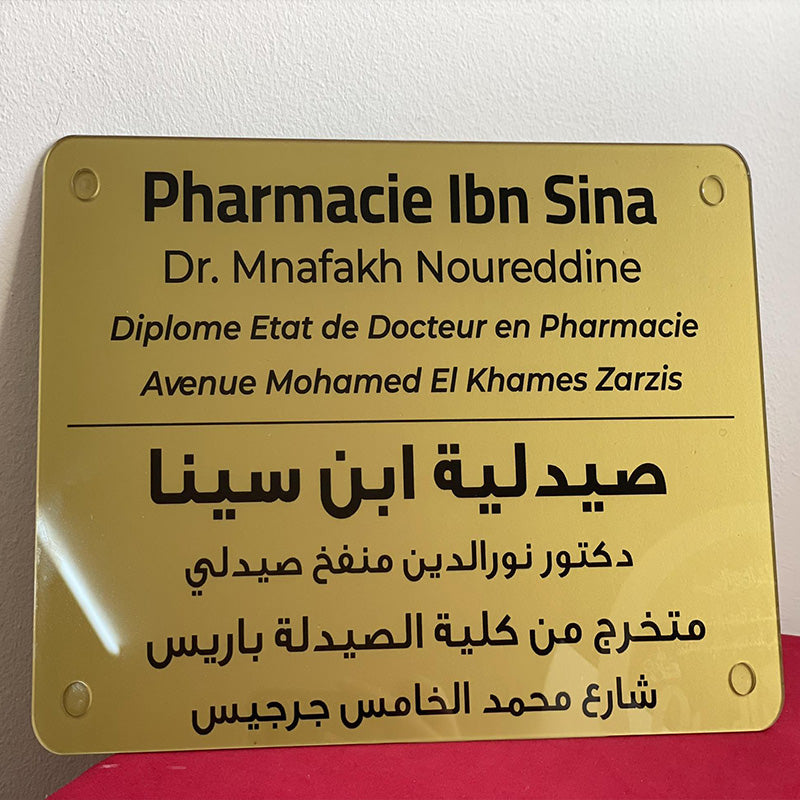 Pharmacie Ibn Sina
Dr. Mnafakh Noureddine
Diplome Etat de Docteur en Pharmacie
Avenue Mohamed El Khames Zarzis
صيدلية ابن سينا
دكتور نورالدين منفخ صيدلي
متخرج من كلية الصيدلة باريس
شارع محمد الخامس جرجيس